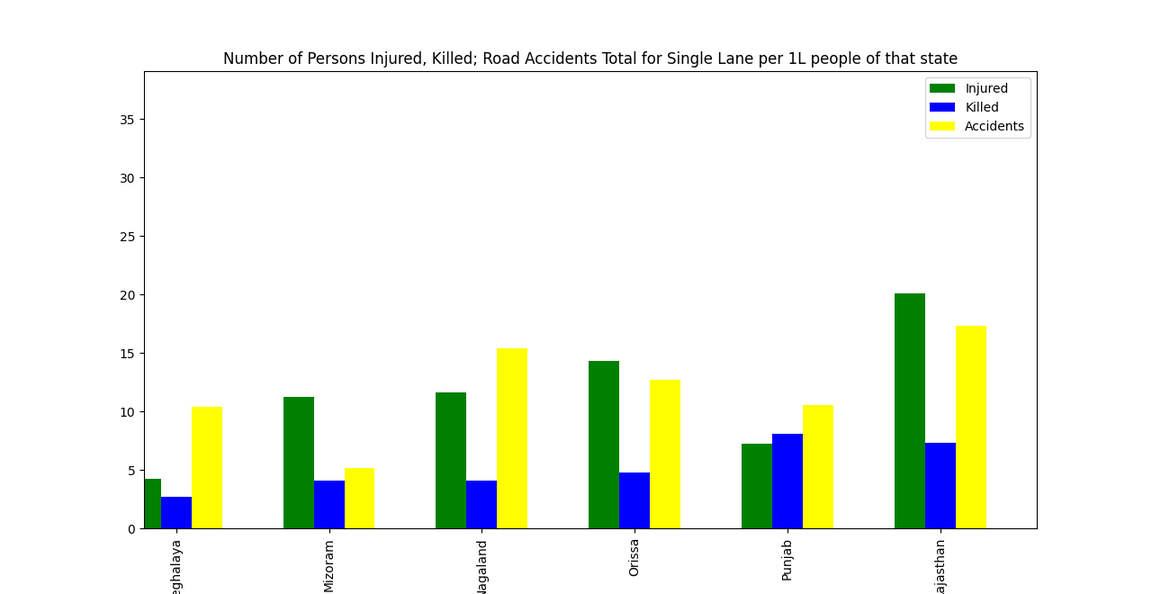 Number of Persons Injured, Killed; Road Accidents Total for Single Lane per 1L people of that state
Injured
Killed
Accidents
35
30
25
20
15
10
5
0
eghalaya
Mizoram
Nagaland
Orissa
Punjab
ajasthan